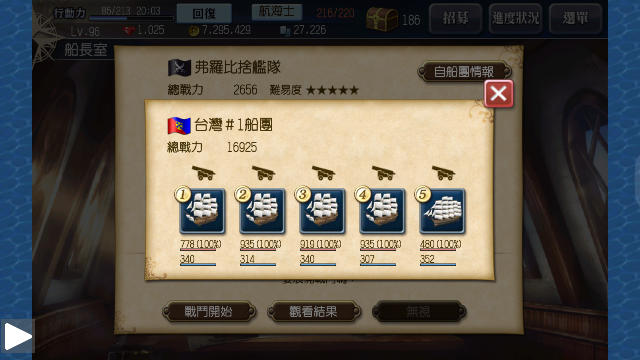 行動力 86/213 20:03 回復 航海士 216/220 186 招募 進度狀況 選單
Lv.96 1.025 7.295.429 27.226
船長室
弗羅比捨艦隊
自船團情報
總戰力 2656 難易度 ★★★★★
台灣＃1船團
總戰力 16925
1 2 3 4 5
778 (100%) 935 (100%) 919 (100%) 935 (100%) 480 (100%)
340 314 340 307 352
戰鬥開始 觀看結果 無視